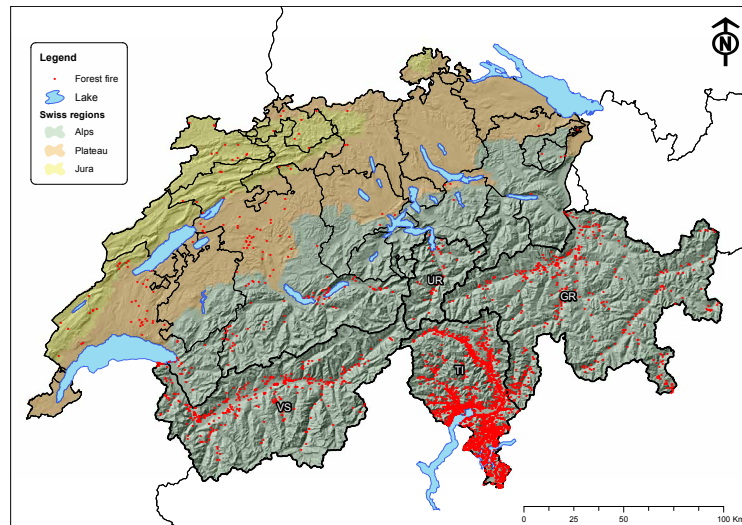 Legend
Forest fire
Lake
Swiss regions
Alps
Plateau
Jura
N
UR
GR
TI
VS
0 25 50 100 Km